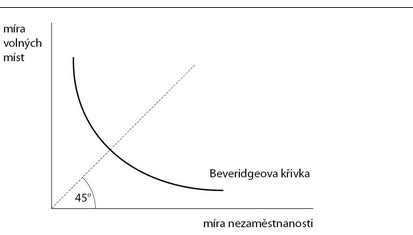 míra
volných
míst
Beveridgeova křivka
45°
míra nezaměstnanosti